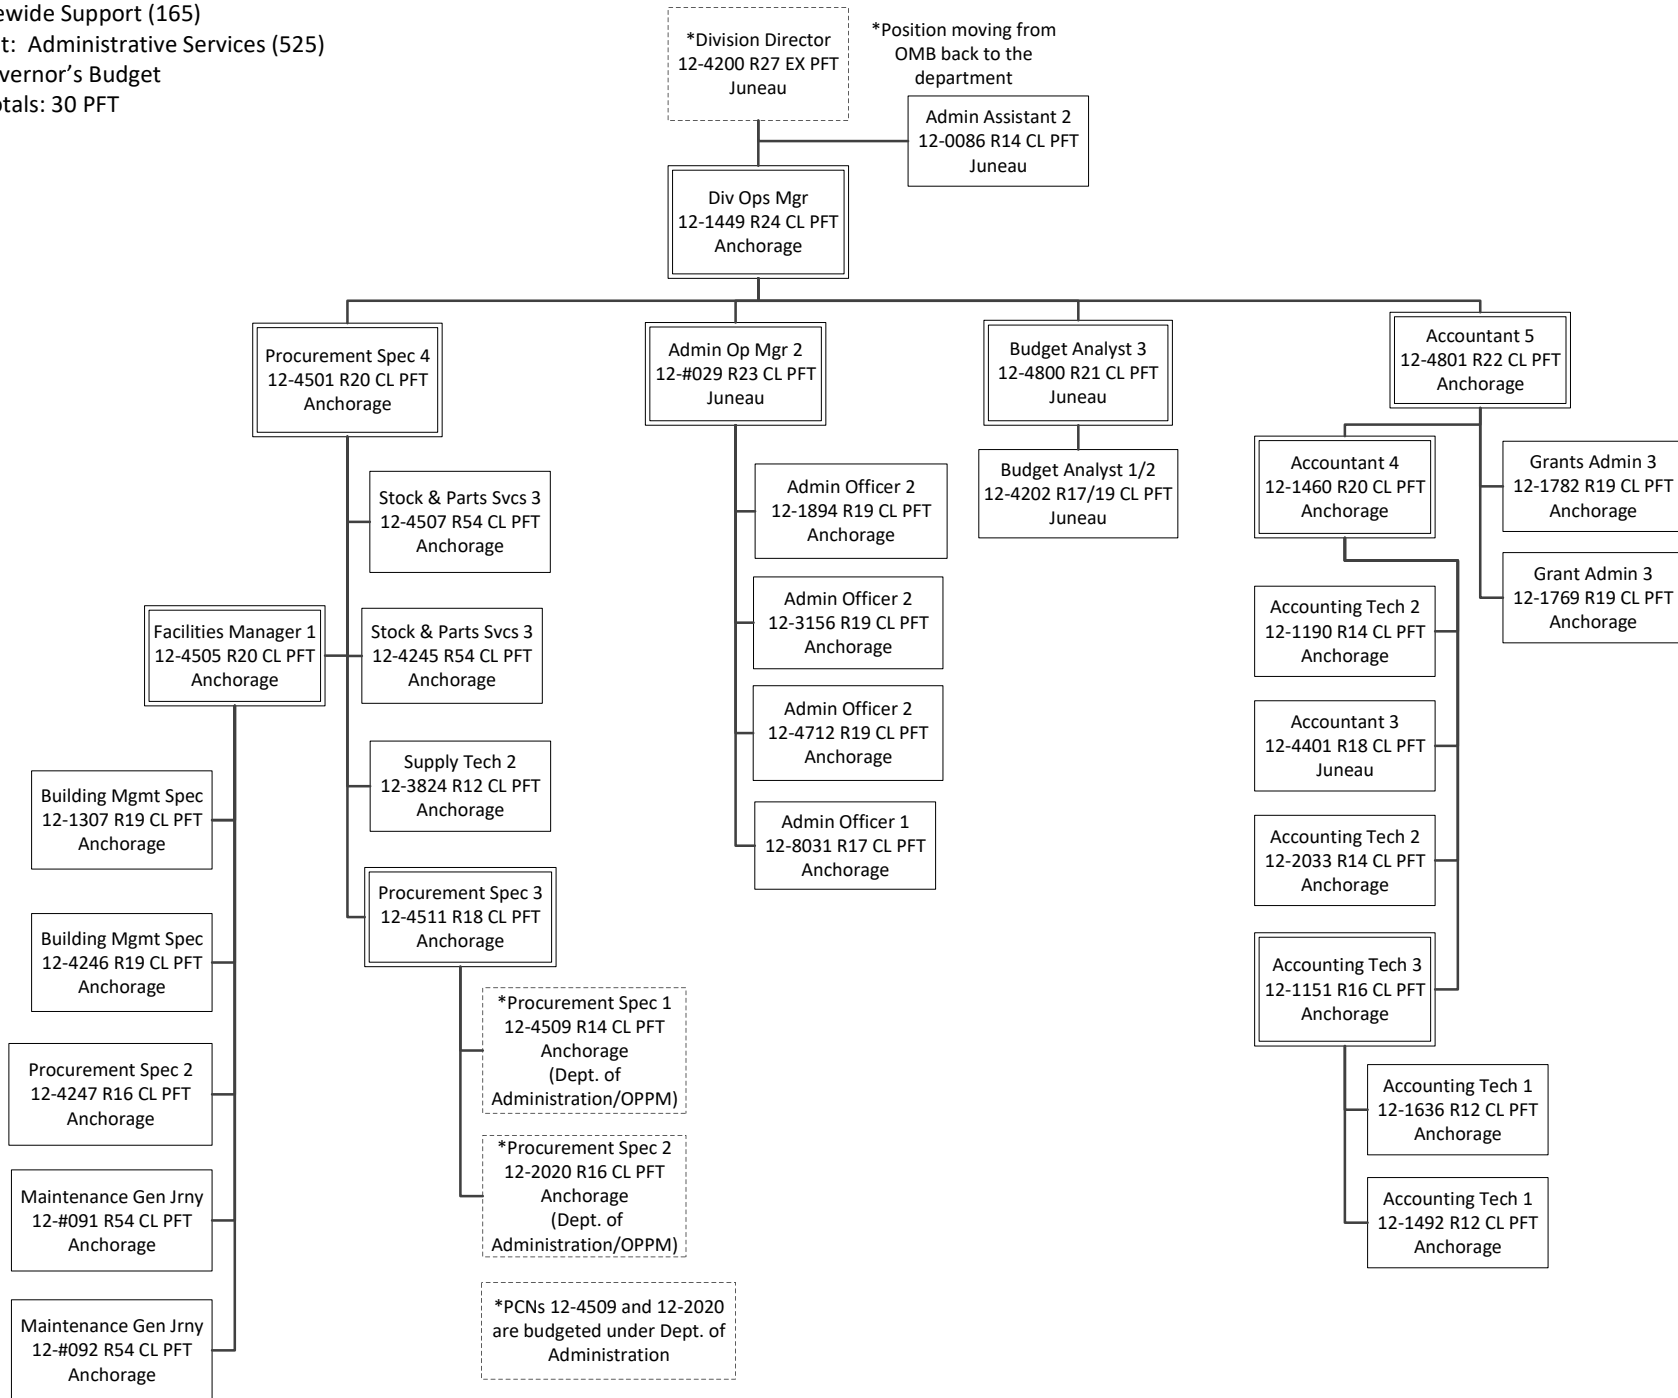 ewide Support (165)
t: Administrative Services (525)
vernor's Budget
otals: 30 PFT
*Division Director
12-4200 R27 EX PFT
Juneau
*Position moving from
OMB back to the
department
Admin Assistant 2
12-0086 R14 CL PFT
Juneau
Div Ops Mgr
12-1449 R24 CL PFT
Anchorage
Procurement Spec 4
12-4501 R20 CL PFT
Anchorage
Admin Op Mgr 2
12-#029 R23 CL PFT
Juneau
Budget Analyst 3
12-4800 R21 CL PFT
Juneau
Accountant 5
12-4801 R22 CL PFT
Anchorage
Stock & Parts Svcs 3
12-4507 R54 CL PFT
Anchorage
Facilities Manager 1
12-4505 R20 CL PFT
Anchorage
Stock & Parts Svcs 3
12-4245 R54 CL PFT
Anchorage
Supply Tech 2
12-3824 R12 CL PFT
Anchorage
Procurement Spec 3
12-4511 R18 CL PFT
Anchorage
*Procurement Spec 1
12-4509 R14 CL PFT
Anchorage
(Dept. of
Administration/OPPM)
*Procurement Spec 2
12-2020 R16 CL PFT
Anchorage
(Dept. of
Administration/OPPM)
*PCNs 12-4509 and 12-2020
are budgeted under Dept. of
Administration
Building Mgmt Spec
12-1307 R19 CL PFT
Anchorage
Building Mgmt Spec
12-4246 R19 CL PFT
Anchorage
Procurement Spec 2
12-4247 R16 CL PFT
Anchorage
Maintenance Gen Jrny
12-#091 R54 CL PFT
Anchorage
Maintenance Gen Jrny
12-#092 R54 CL PFT
Anchorage
Admin Officer 2
12-1894 R19 CL PFT
Anchorage
Admin Officer 2
12-3156 R19 CL PFT
Anchorage
Admin Officer 2
12-4712 R19 CL PFT
Anchorage
Admin Officer 1
12-8031 R17 CL PFT
Anchorage
Budget Analyst 1/2
12-4202 R17/19 CL PFT
Juneau
Accountant 4
12-1460 R20 CL PFT
Anchorage
Grants Admin 3
12-1782 R19 CL PFT
Anchorage
Grant Admin 3
12-1769 R19 CL PFT
Anchorage
Accounting Tech 2
12-1190 R14 CL PFT
Anchorage
Accountant 3
12-4401 R18 CL PFT
Juneau
Accounting Tech 2
12-2033 R14 CL PFT
Anchorage
Accounting Tech 3
12-1151 R16 CL PFT
Anchorage
Accounting Tech 1
12-1636 R12 CL PFT
Anchorage
Accounting Tech 1
12-1492 R12 CL PFT
Anchorage